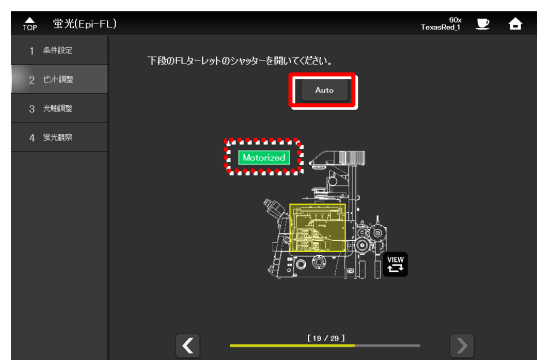 TOP 蛍光(Epi-FL)
60x
TexasRed_1
1 条件設定
2 ピント調整
3 光軸調整
4 蛍光観察
下段のFLターレットのシャッターを開いてください。
Auto
Motorized
VIEW
[ 19 / 29 ]